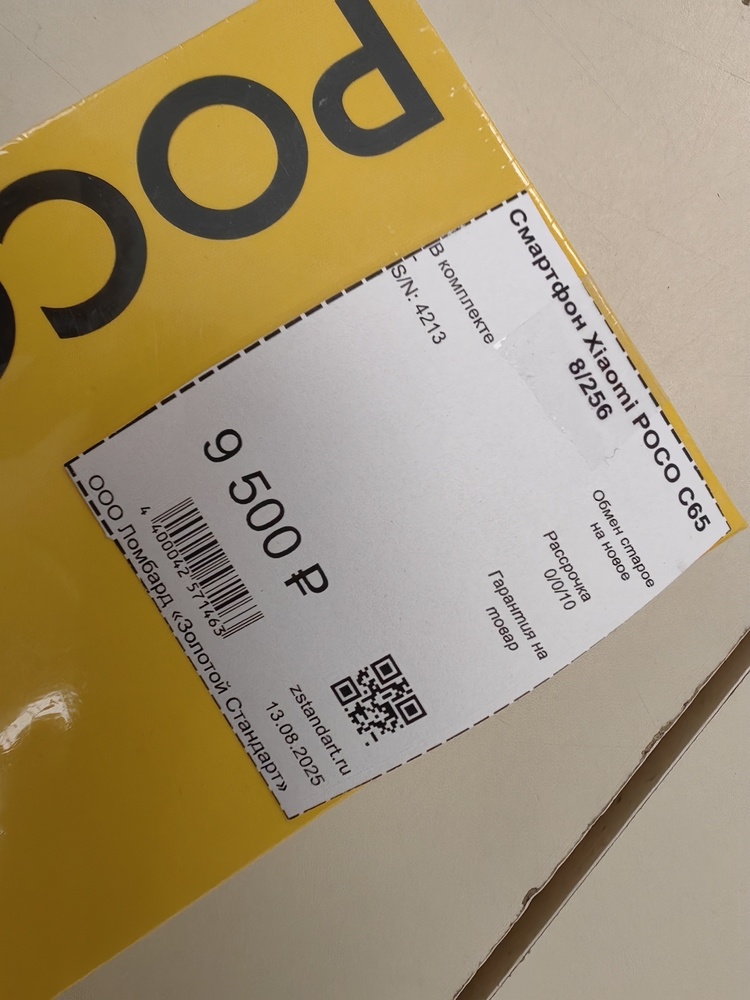 POCO
Смартфон Xiaomi POCO C65
8/256
В комплекте
S/N: 4213
Обмен старое
на новое
Рассрочка
0/0/10
Гарантия на
товар
9 500 ₽
4 400042 571463
zstandart.ru
13.08.2025
ООО Ломбард «Золотой Стандарт»